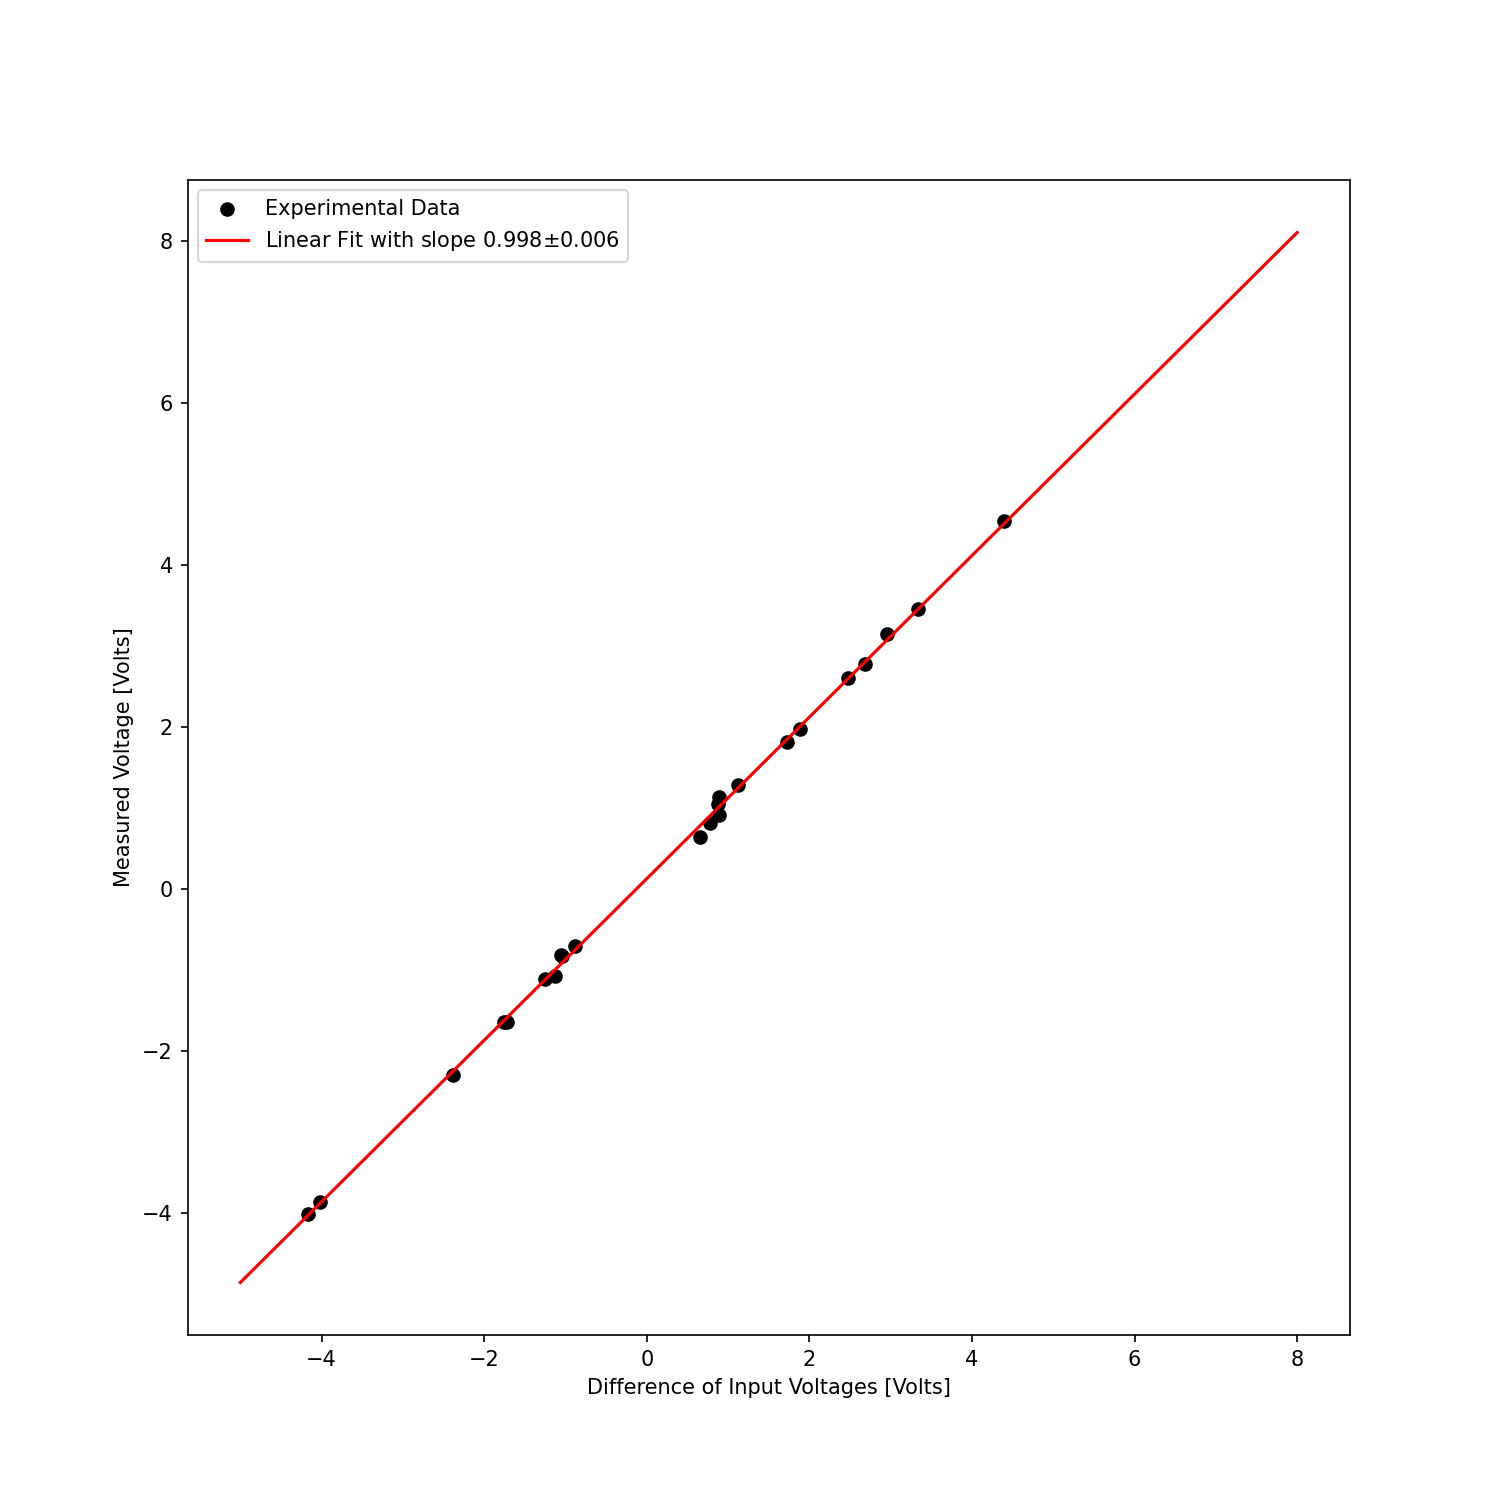 Experimental Data
Linear Fit with slope 0.998±0.006
8
6
4
2
0
−2
−4
Measured Voltage [Volts]
−4 −2 0 2 4 6 8
Difference of Input Voltages [Volts]